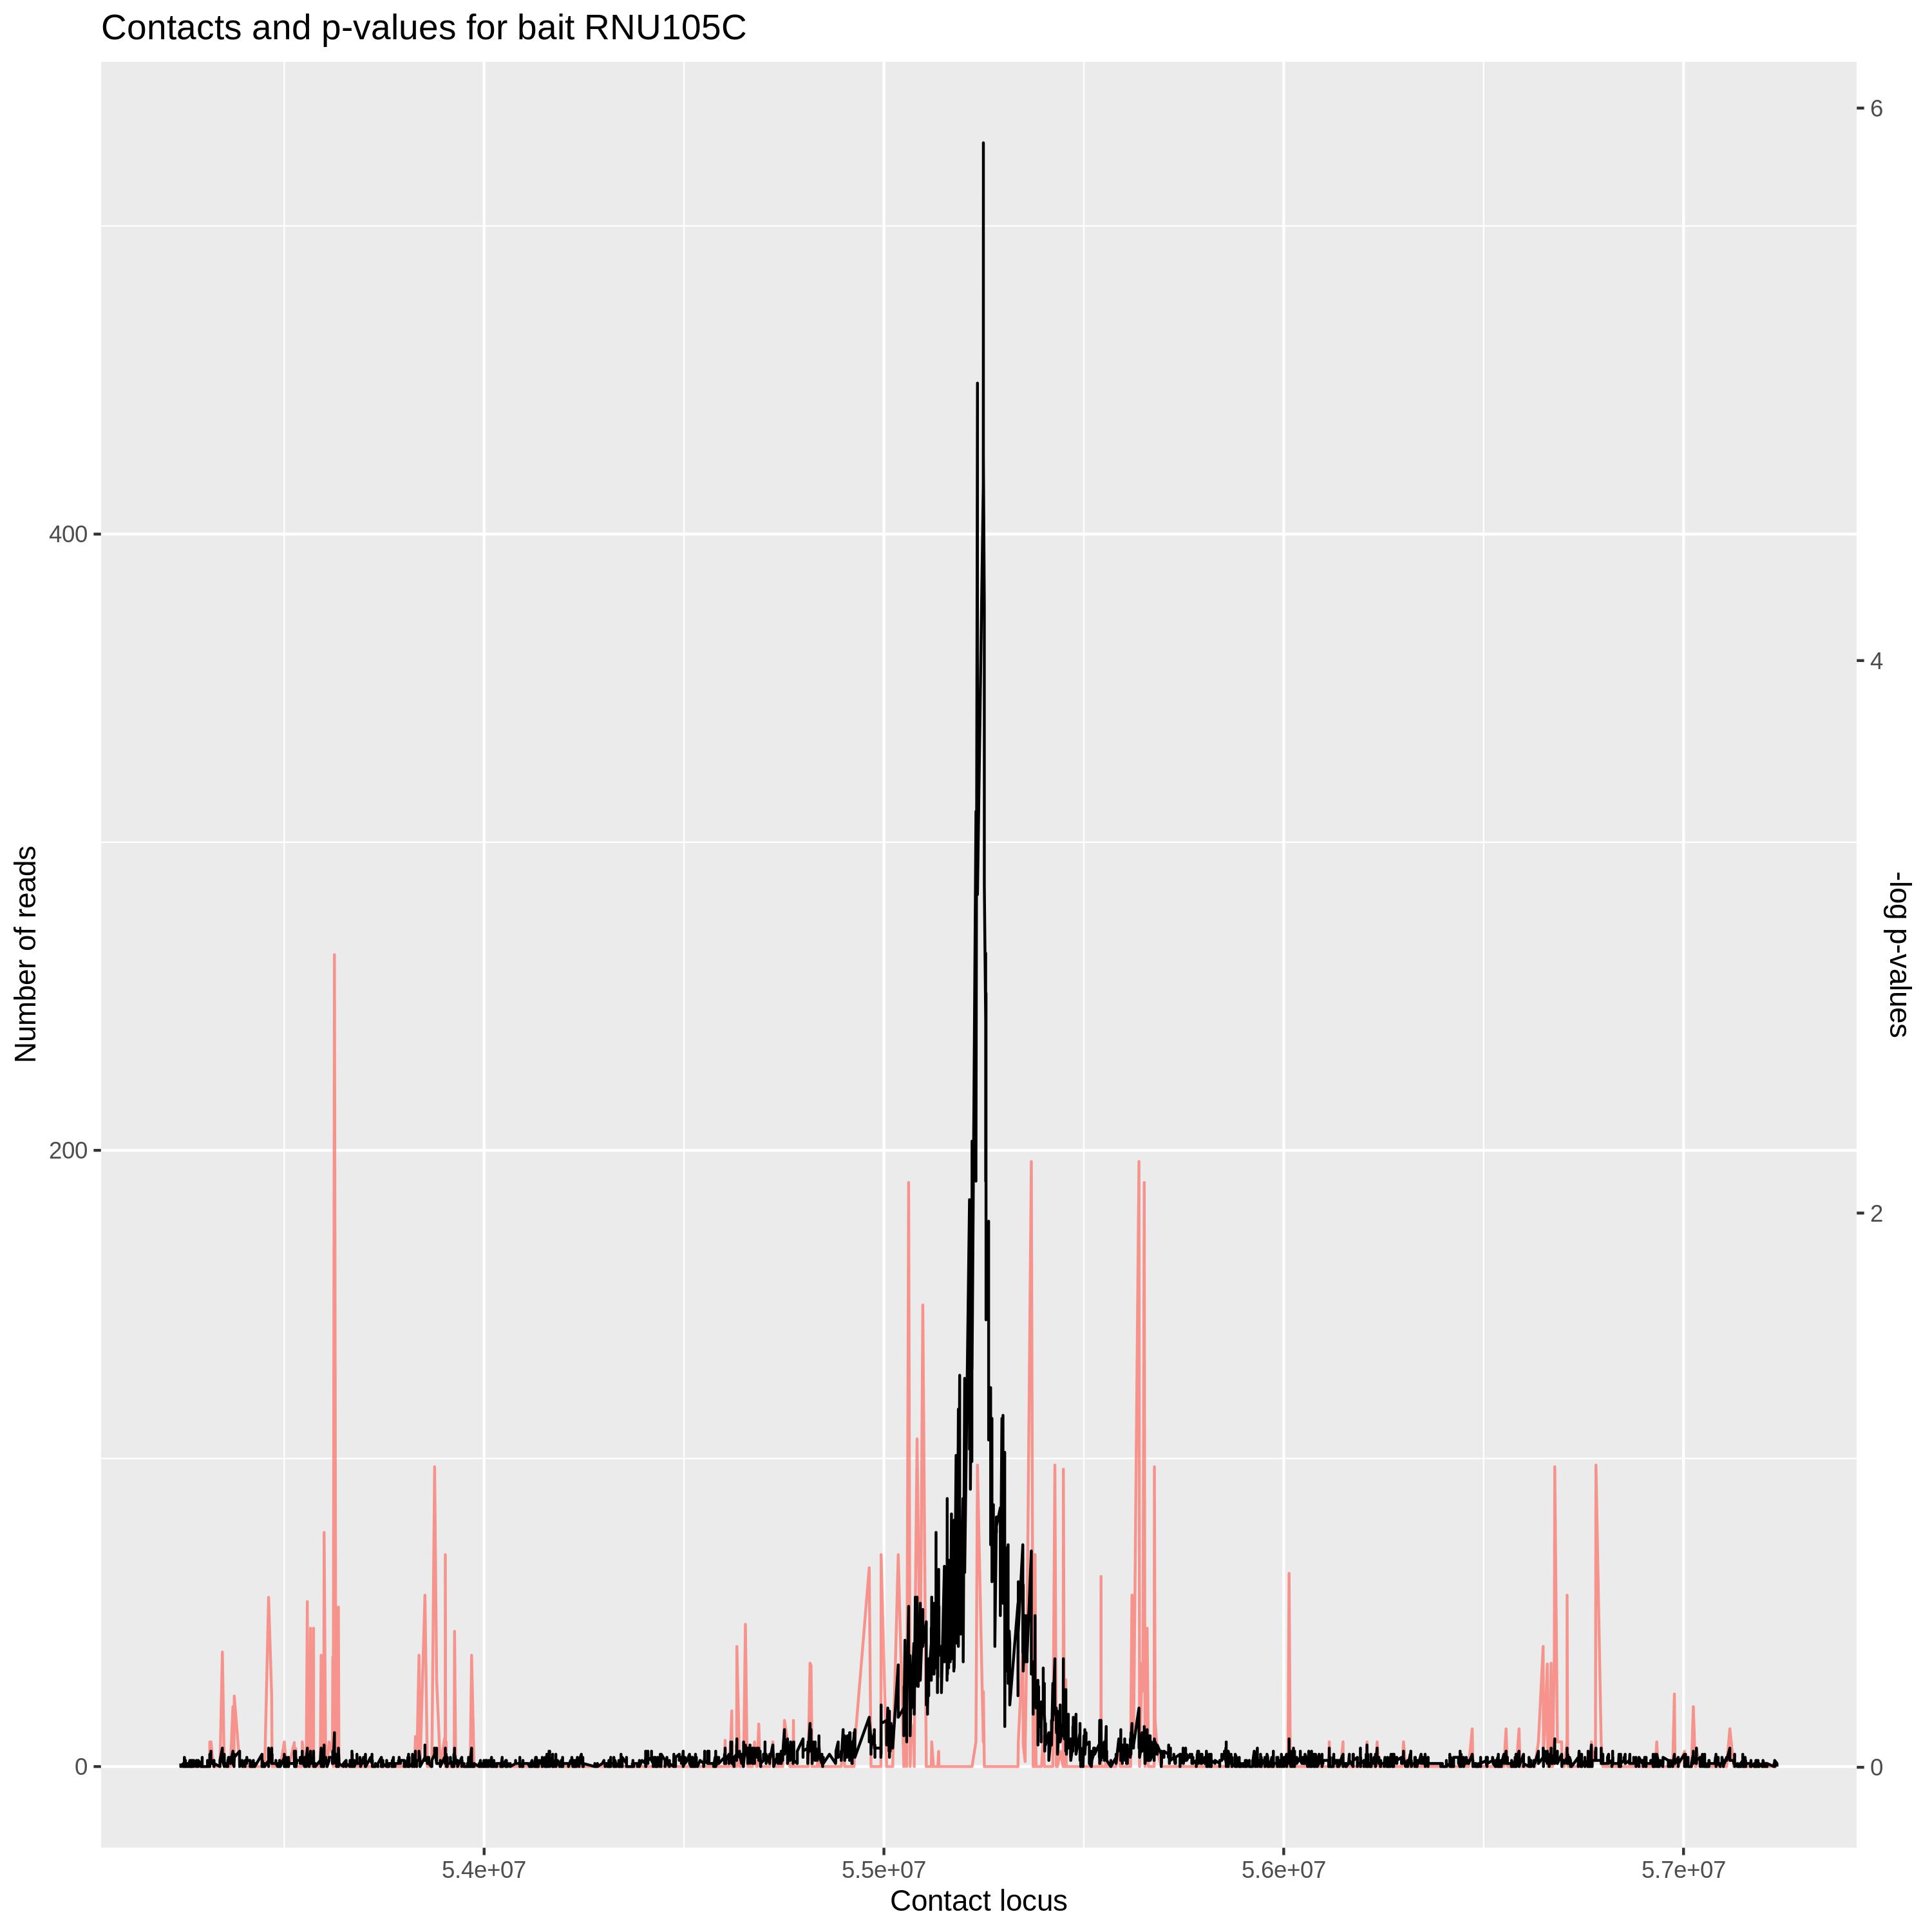 Contacts and p-values for bait RNU105C
6
400
4
Number of reads
-log p-values
200
2
0
0
5.4e+07
5.5e+07
5.6e+07
5.7e+07
Contact locus